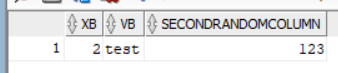 XB VB SECONDRANDOMCOLUMN
1 2 test 123